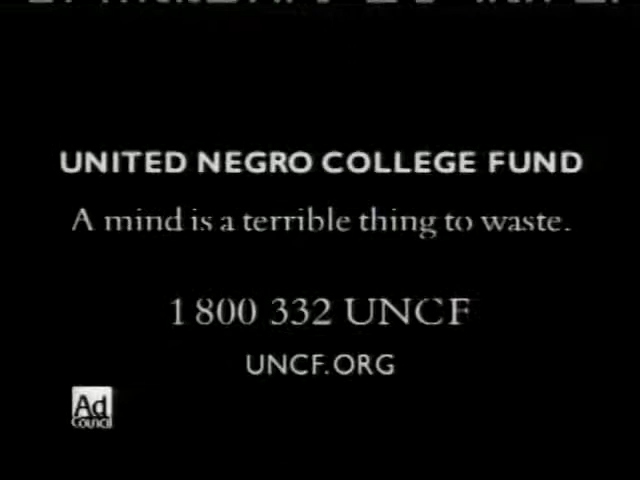 UNITED NEGRO COLLEGE FUND
A mind is a terrible thing to waste.
1 800 332 UNCF
UNCF.ORG
Ad
Council